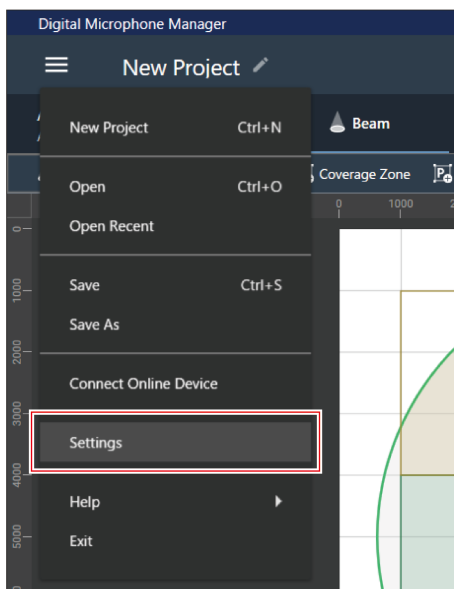 Digital Microphone Manager
New Project
New Project Ctrl+N
Beam
Open Ctrl+O
Coverage Zone
Open Recent
0 1000
Save Ctrl+S
Save As
Connect Online Device
Settings
Help
Exit
0
1000
2000
3000
4000
5000